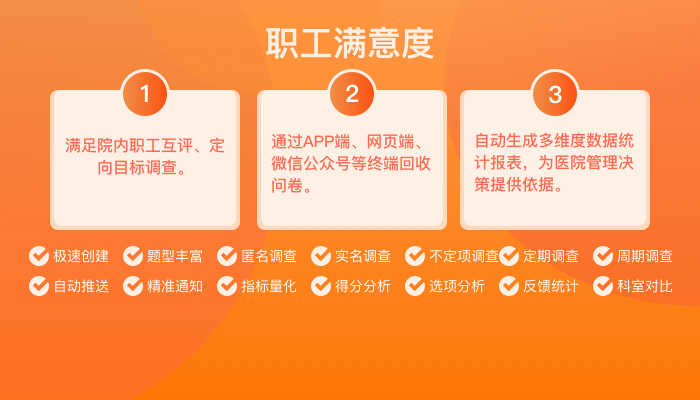 职工满意度
1
满足院内职工互评、定
向目标调查。
2
通过APP端、网页端、
微信公众号等终端回收
问卷。
3
自动生成多维度数据统
计报表，为医院管理决
策提供依据。
极速创建 题型丰富 匿名调查 实名调查 不定项调查 定期调查 周期调查
自动推送 精准通知 指标量化 得分分析 选项分析 反馈统计 科室对比